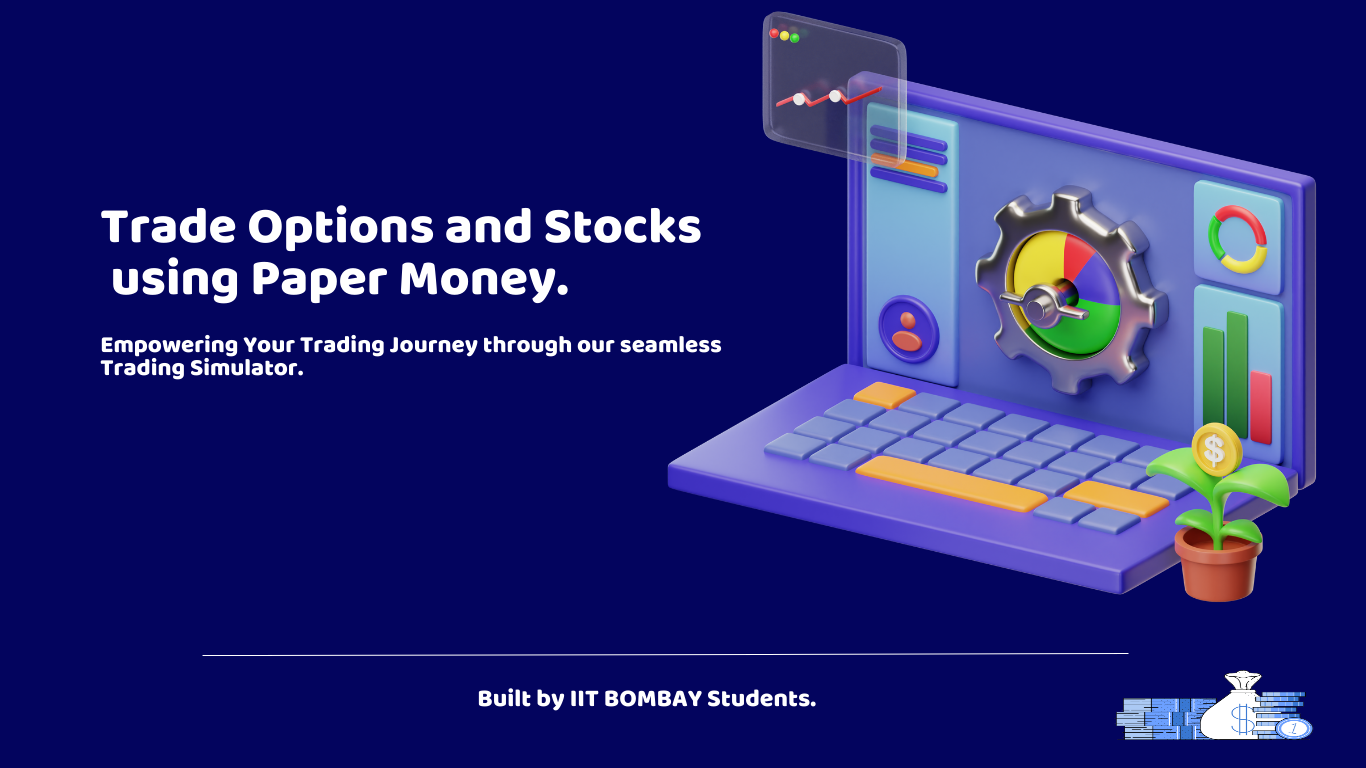 Trade Options and Stocks
using Paper Money.
Empowering Your Trading Journey through our seamless
Trading Simulator.
$
Built by IIT BOMBAY Students.
$